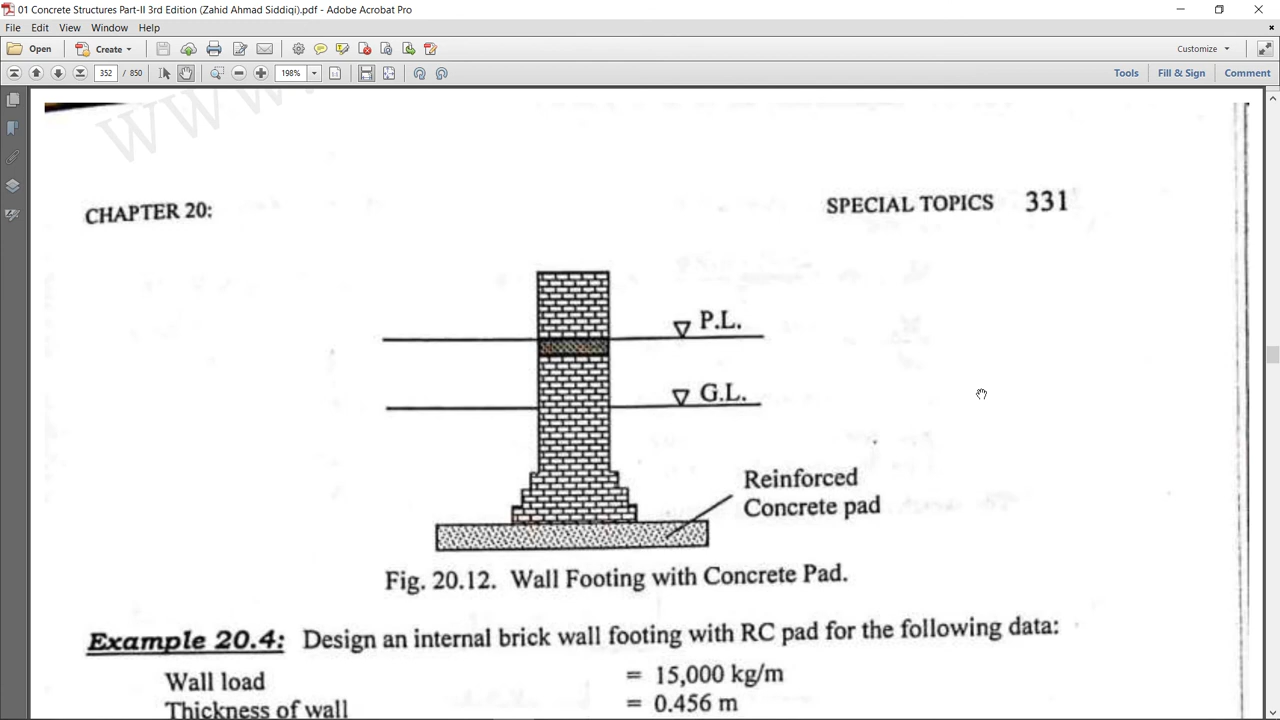 01 Concrete Structures Part-II 3rd Edition (Zahid Ahmad Siddiqi).pdf - Adobe Acrobat Pro
File Edit View Window Help
Open Create Customize
352 / 850 198% Tools Fill & Sign Comment
www.
CHAPTER 20: SPECIAL TOPICS 331
P.L.
G.L.
Reinforced
Concrete pad
Fig. 20.12. Wall Footing with Concrete Pad.
Example 20.4: Design an internal brick wall footing with RC pad for the following data:
Wall load = 15,000 kg/m
Thickness of wall = 0.456 m